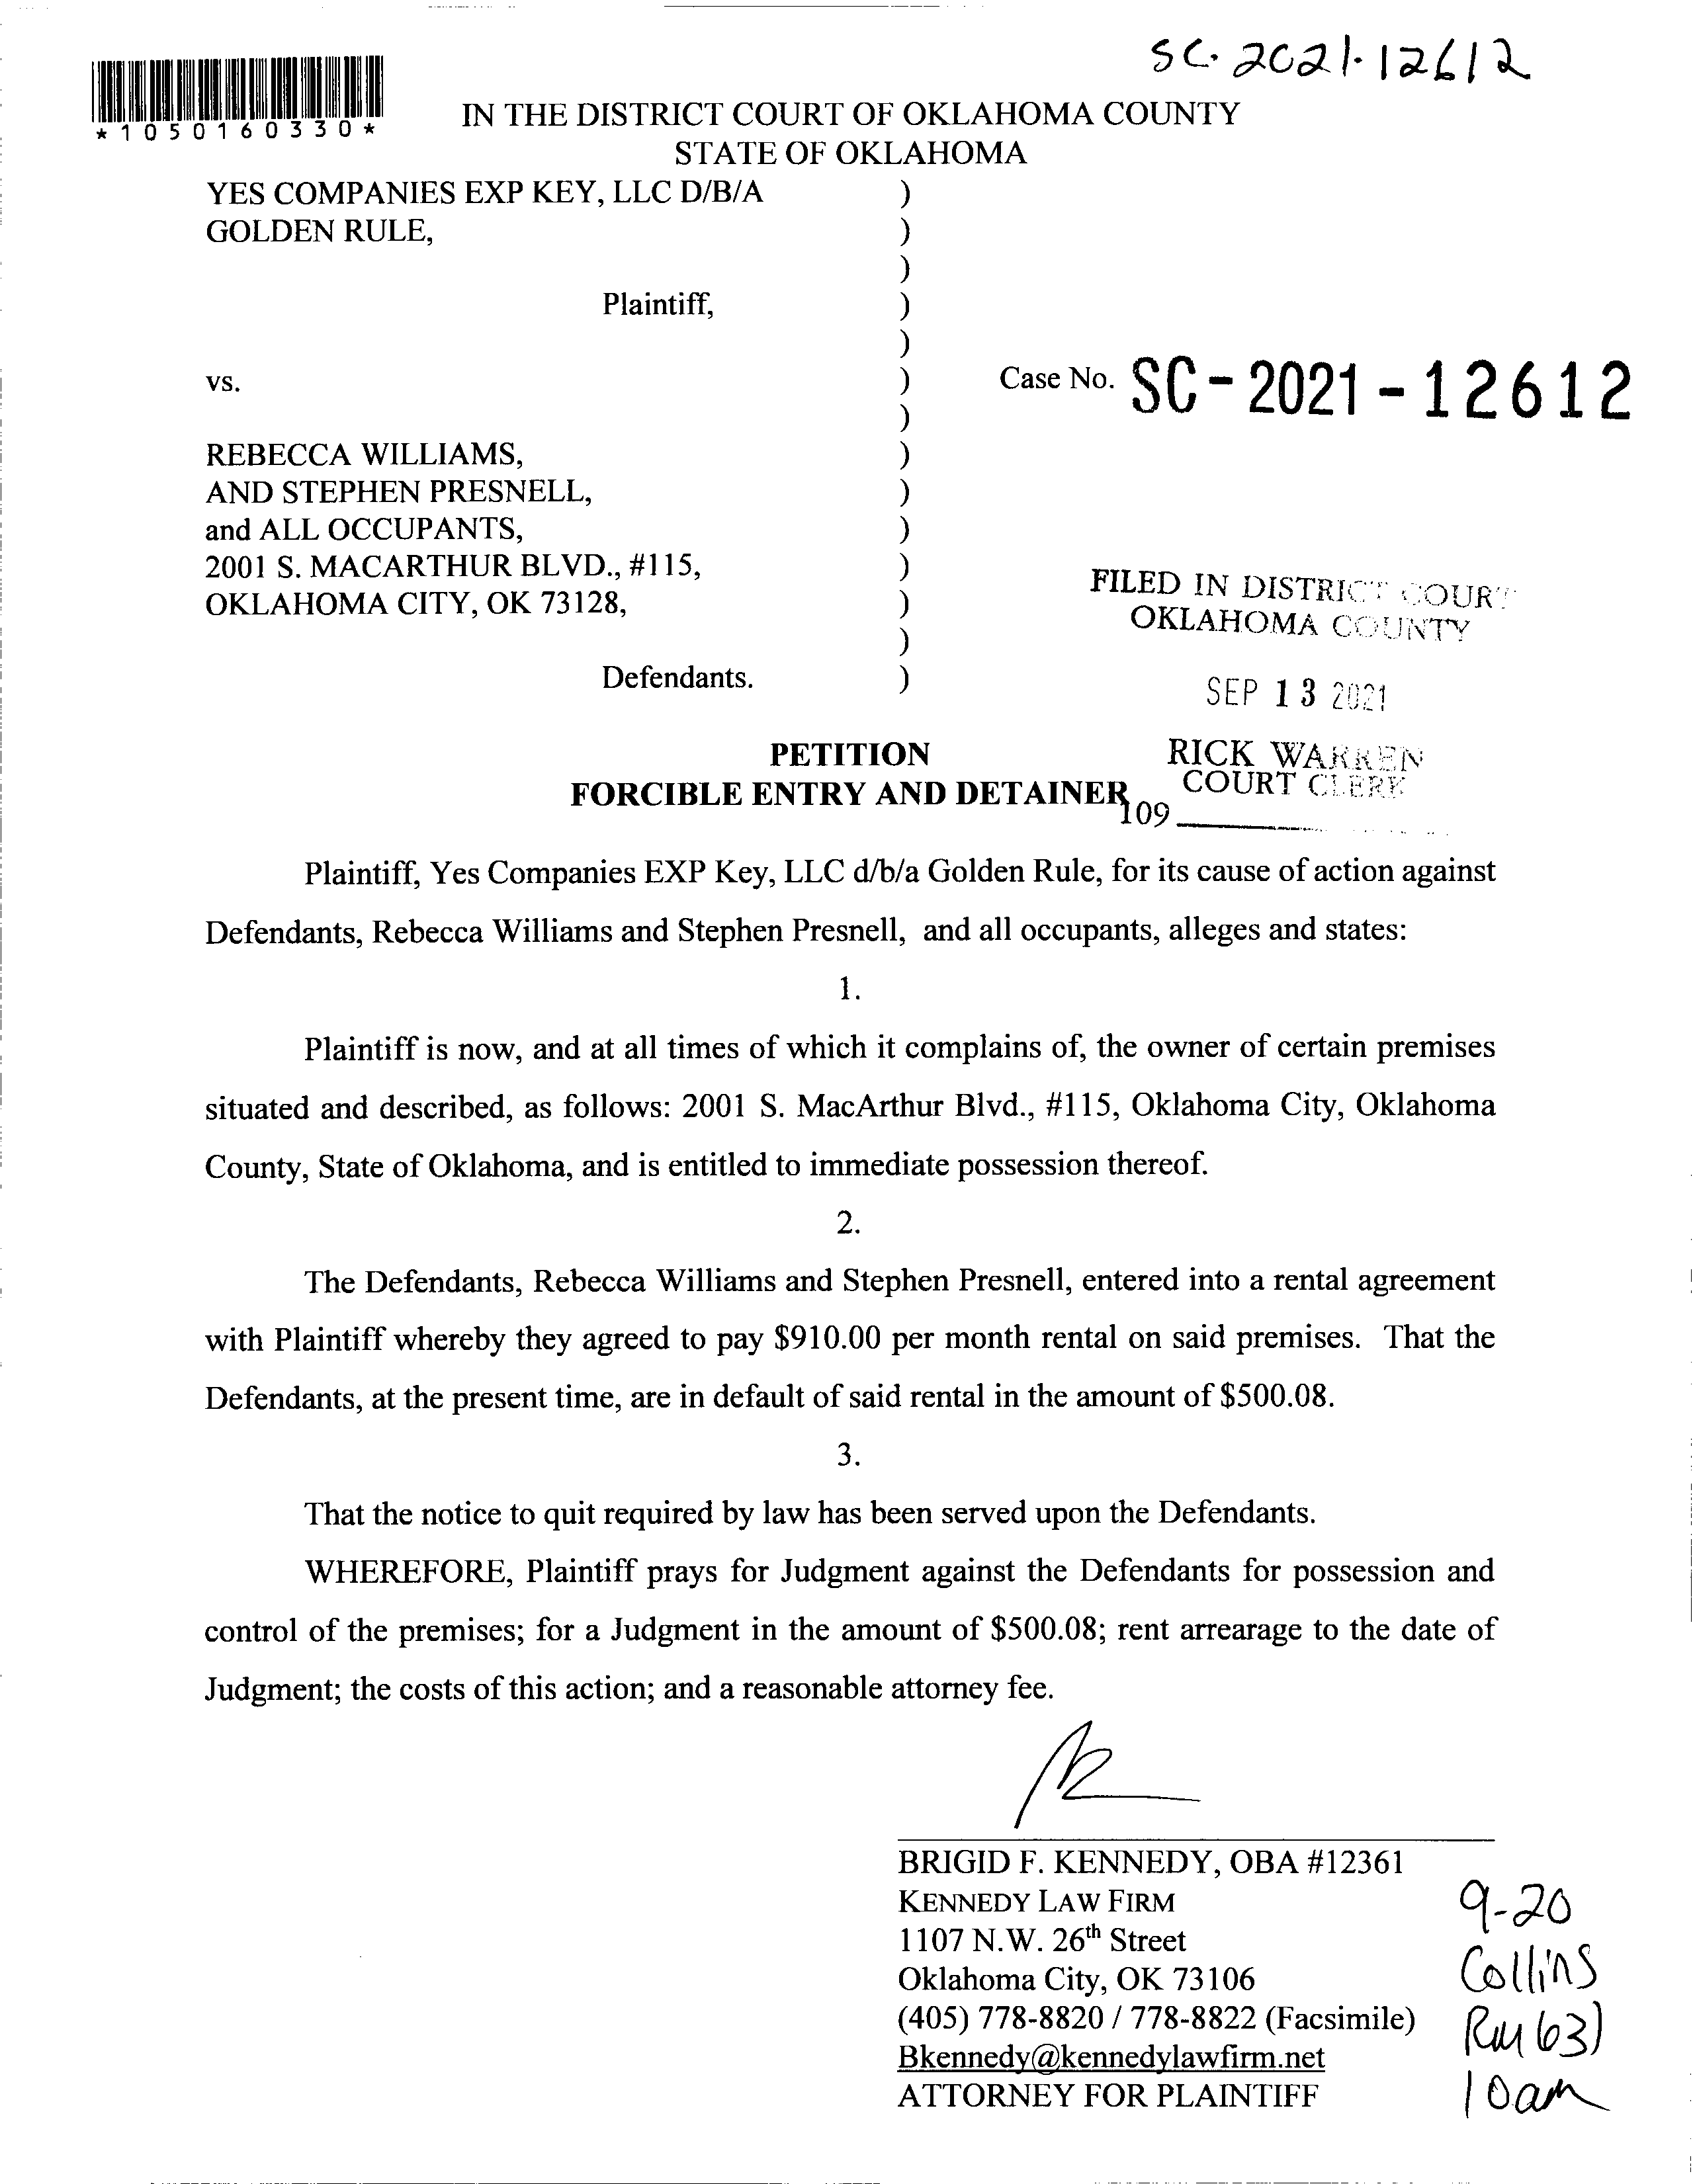 SC-2021-12612
*1050160330*
IN THE DISTRICT COURT OF OKLAHOMA COUNTY
STATE OF OKLAHOMA
YES COMPANIES EXP KEY, LLC D/B/A )
GOLDEN RULE, )
)
Plaintiff, )
)
vs. ) Case No. SC-2021-12612
)
REBECCA WILLIAMS, )
AND STEPHEN PRESNELL, )
and ALL OCCUPANTS, )
2001 S. MACARTHUR BLVD., #115, )
OKLAHOMA CITY, OK 73128, )
)
Defendants. )
FILED IN DISTRICT COURT
OKLAHOMA COUNTY
SEP 13 2021
RICK WARREN
COURT CLERK
109
PETITION
FORCIBLE ENTRY AND DETAINER
Plaintiff, Yes Companies EXP Key, LLC d/b/a Golden Rule, for its cause of action against
Defendants, Rebecca Williams and Stephen Presnell, and all occupants, alleges and states:
1.
Plaintiff is now, and at all times of which it complains of, the owner of certain premises
situated and described, as follows: 2001 S. MacArthur Blvd., #115, Oklahoma City, Oklahoma
County, State of Oklahoma, and is entitled to immediate possession thereof.
2.
The Defendants, Rebecca Williams and Stephen Presnell, entered into a rental agreement
with Plaintiff whereby they agreed to pay $910.00 per month rental on said premises. That the
Defendants, at the present time, are in default of said rental in the amount of $500.08.
3.
That the notice to quit required by law has been served upon the Defendants.
WHEREFORE, Plaintiff prays for Judgment against the Defendants for possession and
control of the premises; for a Judgment in the amount of $500.08; rent arrearage to the date of
Judgment; the costs of this action; and a reasonable attorney fee.
BRIGID F. KENNEDY, OBA #12361
KENNEDY LAW FIRM
1107 N.W. 26th Street
Oklahoma City, OK 73106
(405) 778-8820 / 778-8822 (Facsimile)
Bkennedy@kennedylawfirm.net
ATTORNEY FOR PLAINTIFF
9-20
Collins
Rm 631
10am